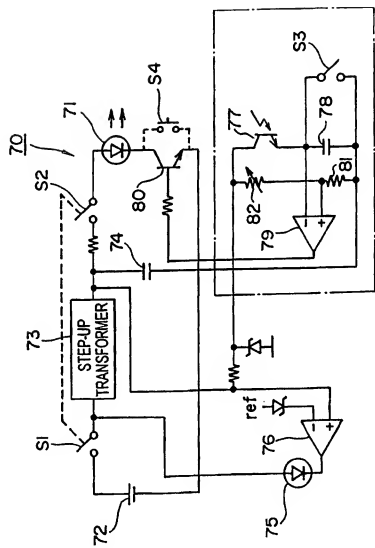 70
71
S4
S2
80
74
73
STEP-UP
TRANSFORMER
S1
72
77
S3
78
82
81
79
ref
76
75